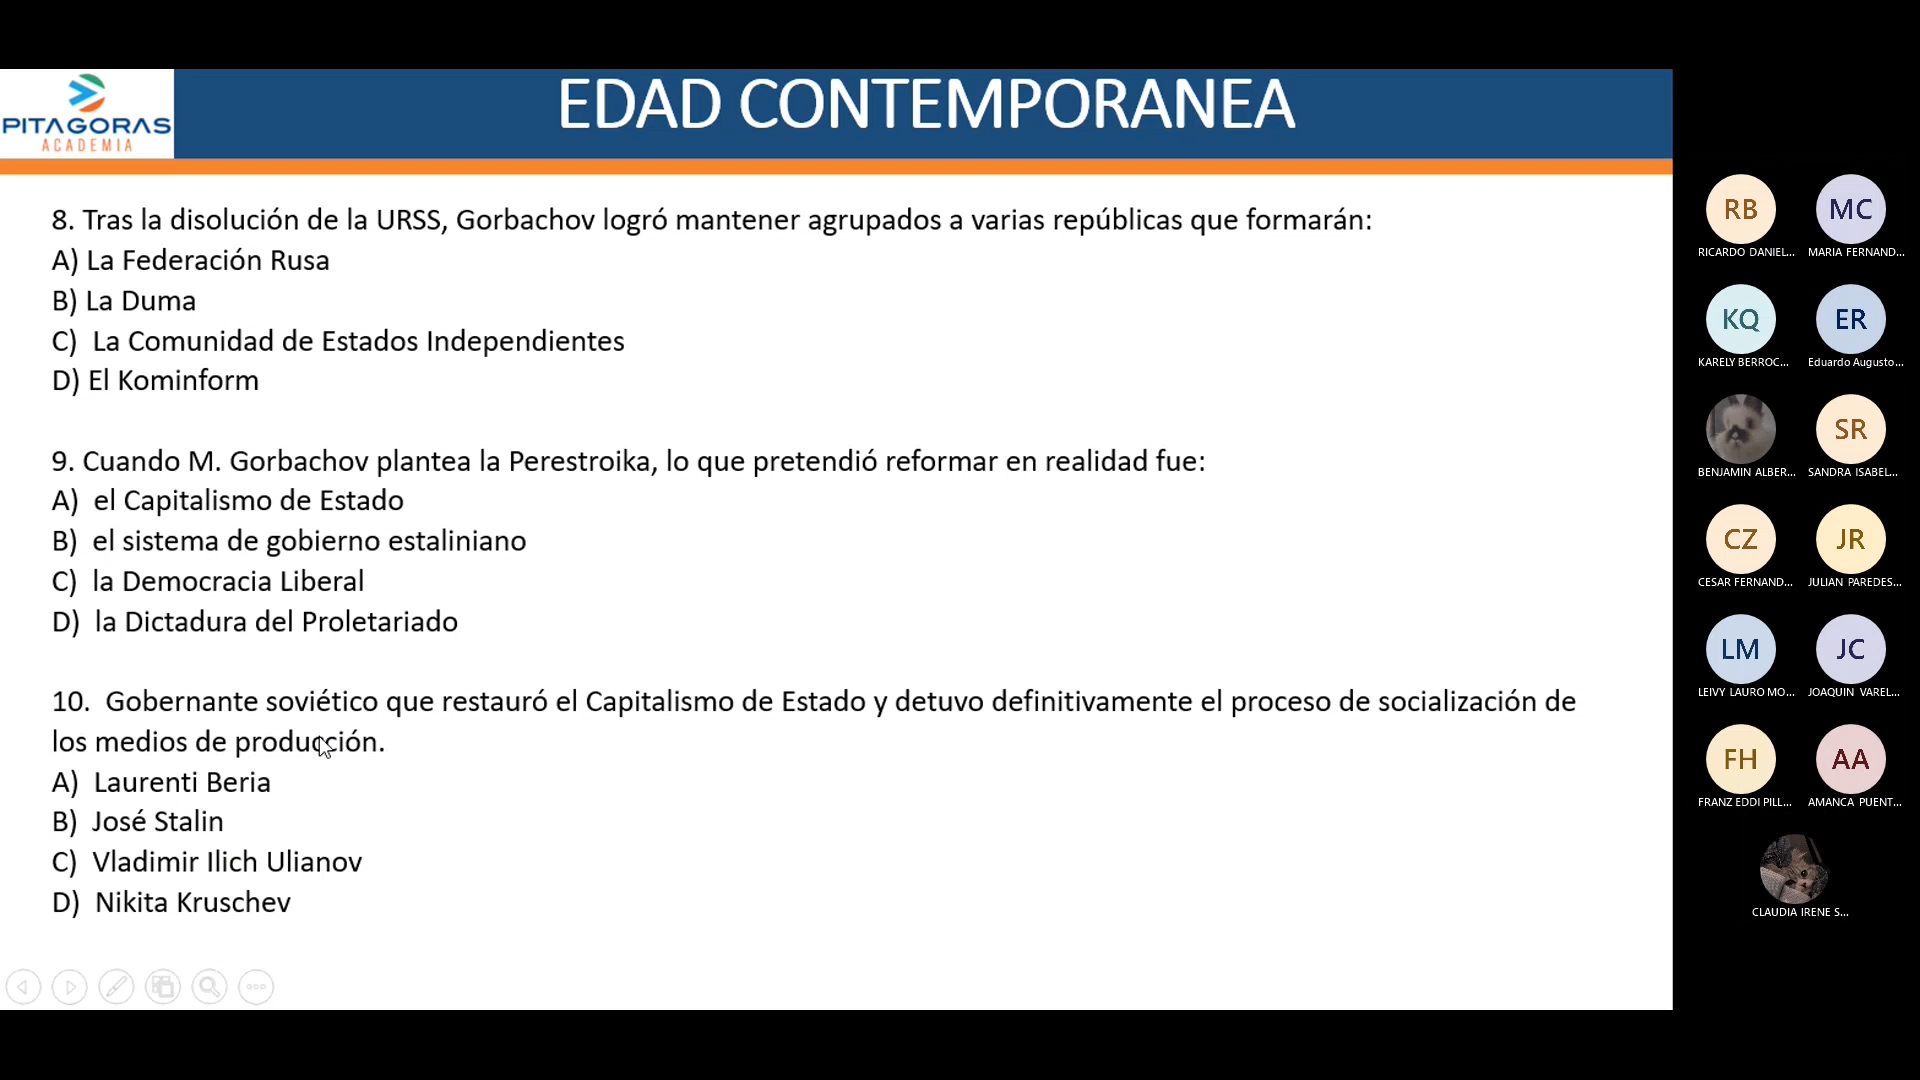 PITAGORAS
ACADEMIA
EDAD CONTEMPORANEA
8. Tras la disolución de la URSS, Gorbachov logró mantener agrupados a varias repúblicas que formarán:
A) La Federación Rusa
B) La Duma
C) La Comunidad de Estados Independientes
D) El Kominform
9. Cuando M. Gorbachov plantea la Perestroika, lo que pretendió reformar en realidad fue:
A) el Capitalismo de Estado
B) el sistema de gobierno estaliniano
C) la Democracia Liberal
D) la Dictadura del Proletariado
10. Gobernante soviético que restauró el Capitalismo de Estado y detuvo definitivamente el proceso de socialización de
los medios de producción.
A) Laurenti Beria
B) José Stalin
C) Vladimir Ilich Ulianov
D) Nikita Kruschev
RB MC
RICARDO DANIEL... MARIA FERNAND...
KQ ER
KARELY BERROC... Eduardo Augusto...
SR
BENJAMIN ALBER... SANDRA ISABEL...
CZ JR
CESAR FERNAND... JULIAN PAREDES...
LM JC
LEIVY LAURO MO... JOAQUIN VAREL...
FH AA
FRANZ EDDI PILL... AMANCA PUENT...
CLAUDIA IRENE S...